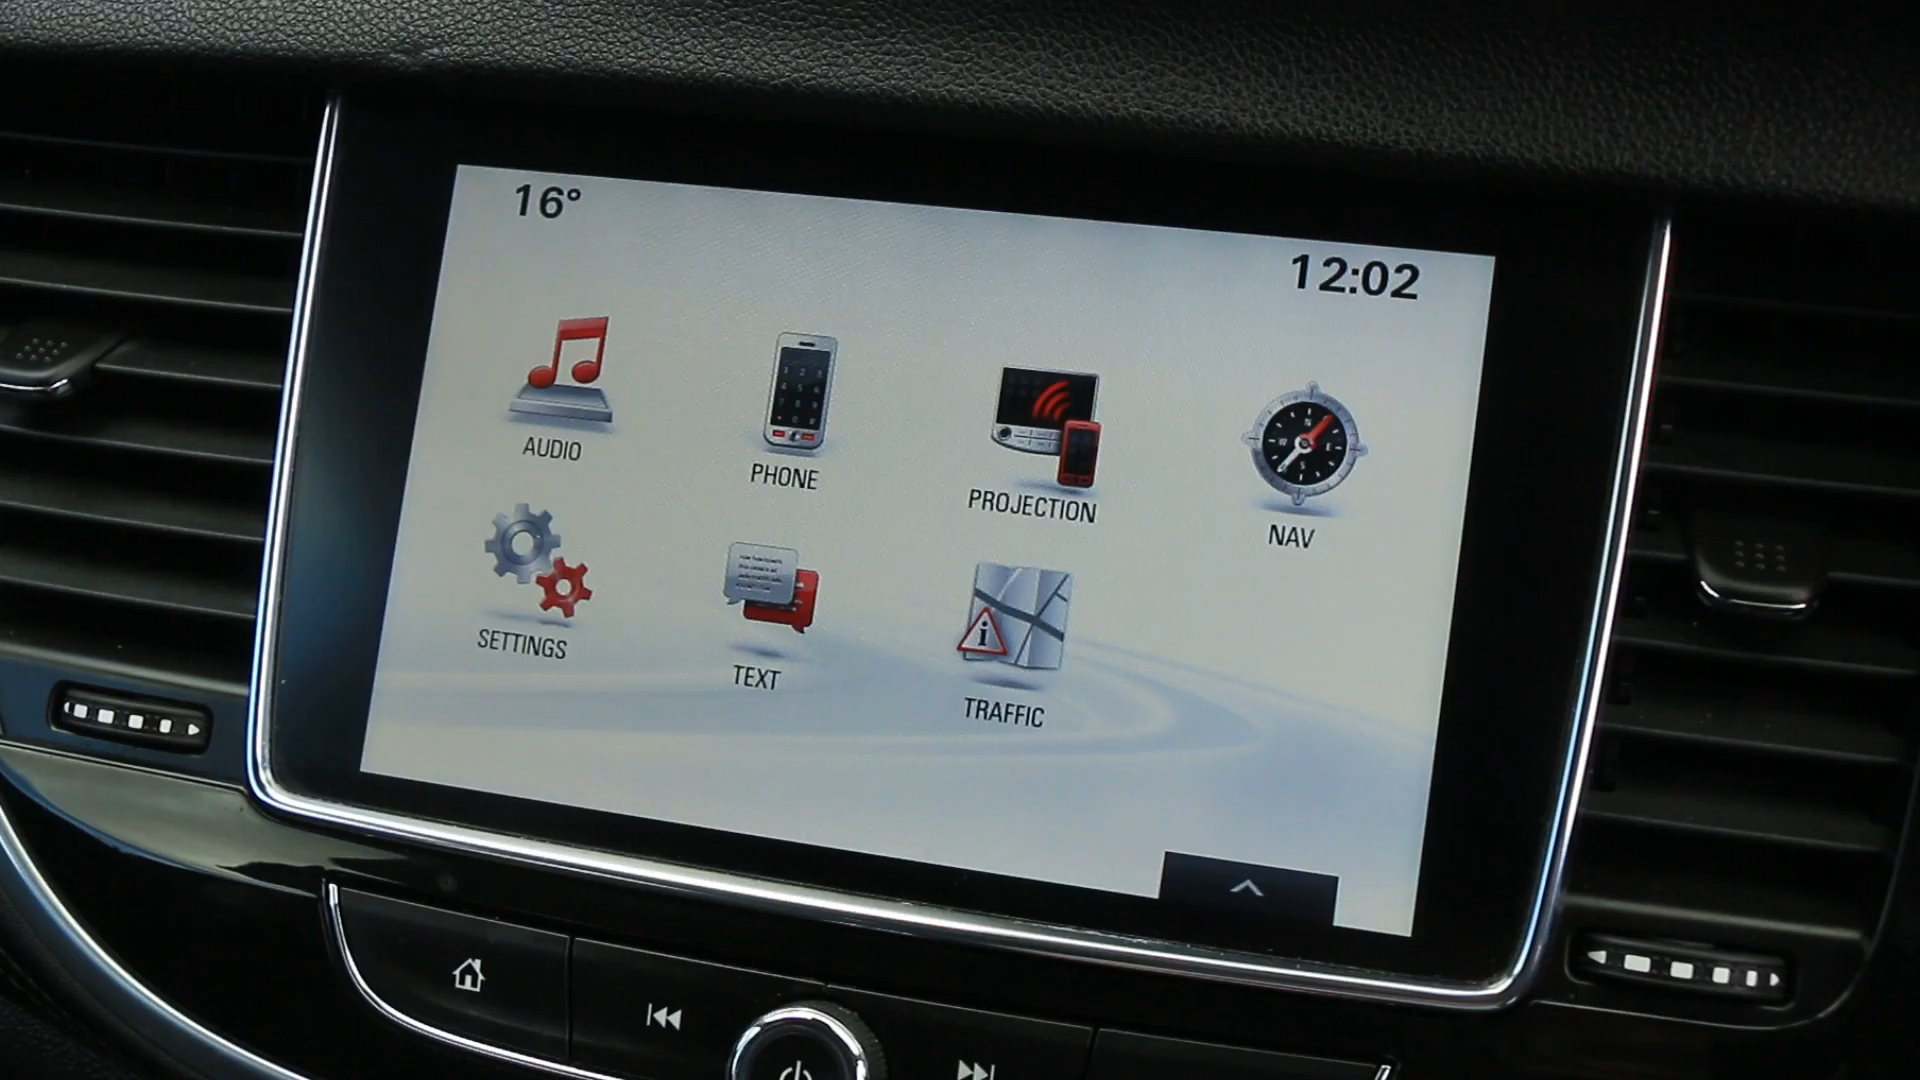 16°
12:02
AUDIO
PHONE
PROJECTION
NAV
SETTINGS
TEXT
TRAFFIC